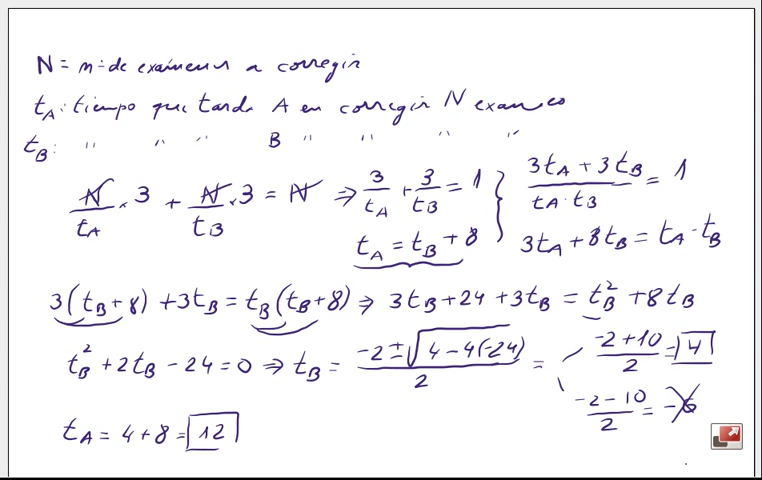 N = nº de exámenes a corregir
t_A: tiempo que tarda A en corregir N exámenes
t_B: " " " B " " " "
N/t_A · 3 + N/t_B · 3 = N ⇒ 3/t_A + 3/t_B = 1 } (3t_A + 3t_B)/(t_A · t_B) = 1
t_A = t_B + 8 } 3t_A + 3t_B = t_A · t_B
3(t_B + 8) + 3t_B = t_B(t_B + 8) ⇒ 3t_B + 24 + 3t_B = t_B² + 8t_B
t_B² + 2t_B - 24 = 0 ⇒ t_B = (-2 ± √(4 - 4(-24)))/2 = (-2 + 10)/2 = 4
(-2 - 10)/2 = -6
t_A = 4 + 8 = 12